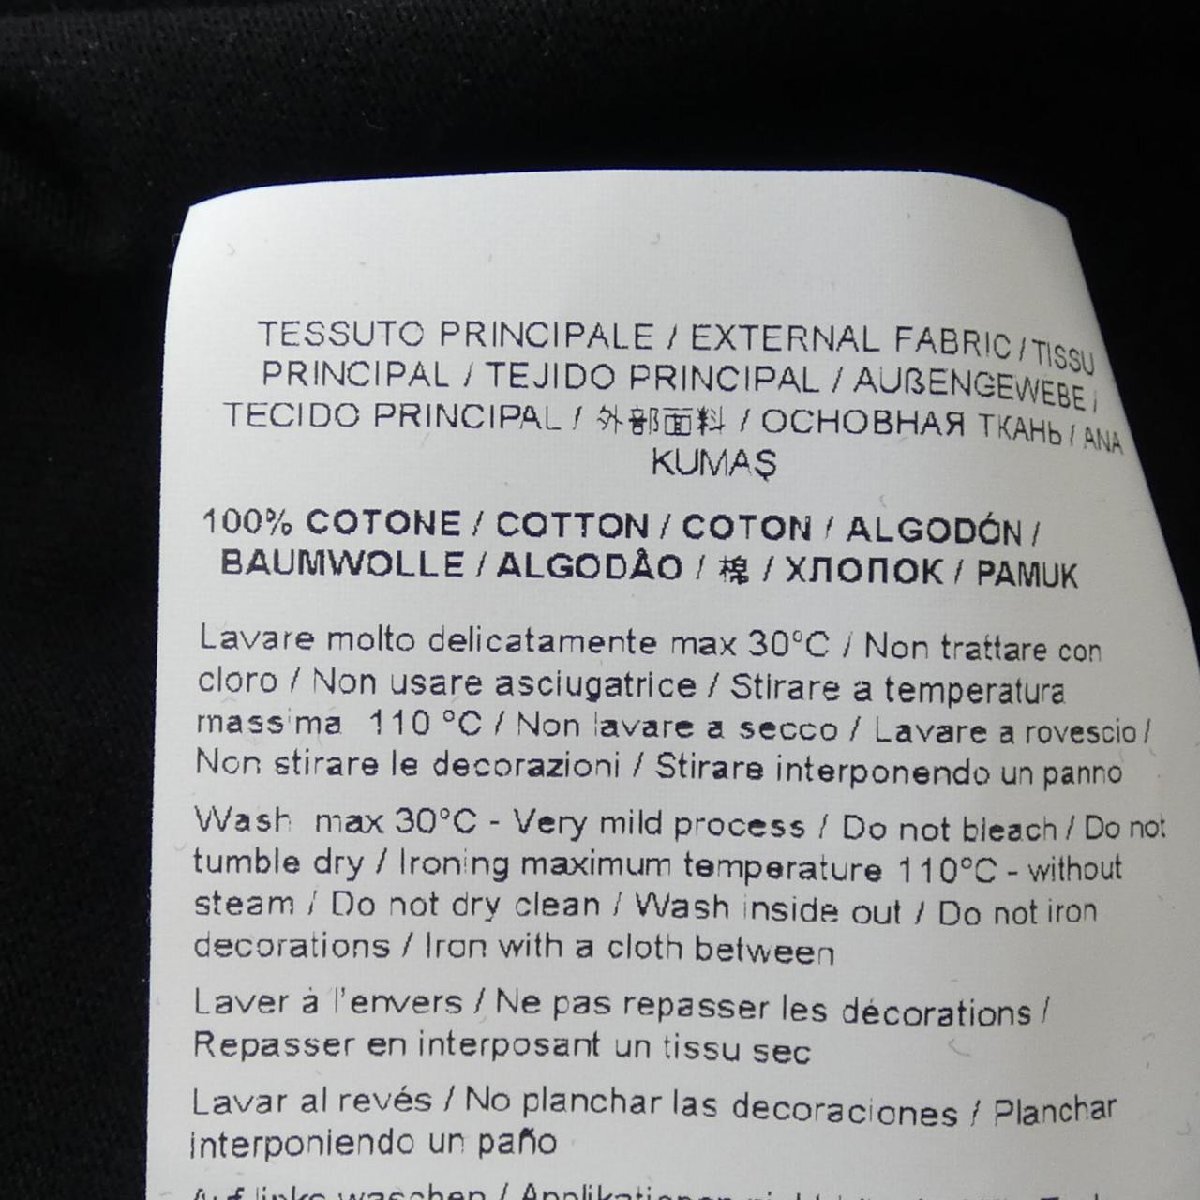 TESSUTO PRINCIPALE / EXTERNAL FABRIC / TISSU
PRINCIPAL / TEJIDO PRINCIPAL / AUßENGEWEBE /
TECIDO PRINCIPAL / 外部面料 / ОСНОВНАЯ ТКАНЬ / ANA
KUMAŞ
100% COTONE / COTTON / COTON / ALGODÓN /
BAUMWOLLE / ALGODÃO / 棉 / ХЛОПОК / PAMUK
Lavare molto delicatamente max 30°C / Non trattare con
cloro / Non usare asciugatrice / Stirare a temperatura
massima 110 °C / Non lavare a secco / Lavare a rovescio /
Non stirare le decorazioni / Stirare interponendo un panno
Wash max 30°C - Very mild process / Do not bleach / Do not
tumble dry / Ironing maximum temperature 110°C - without
steam / Do not dry clean / Wash inside out / Do not iron
decorations / Iron with a cloth between
Laver à l'envers / Ne pas repasser les décorations /
Repasser en interposant un tissu sec
Lavar al revés / No planchar las decoraciones / Planchar
interponiendo un paño
Auf links waschen / Applikationen